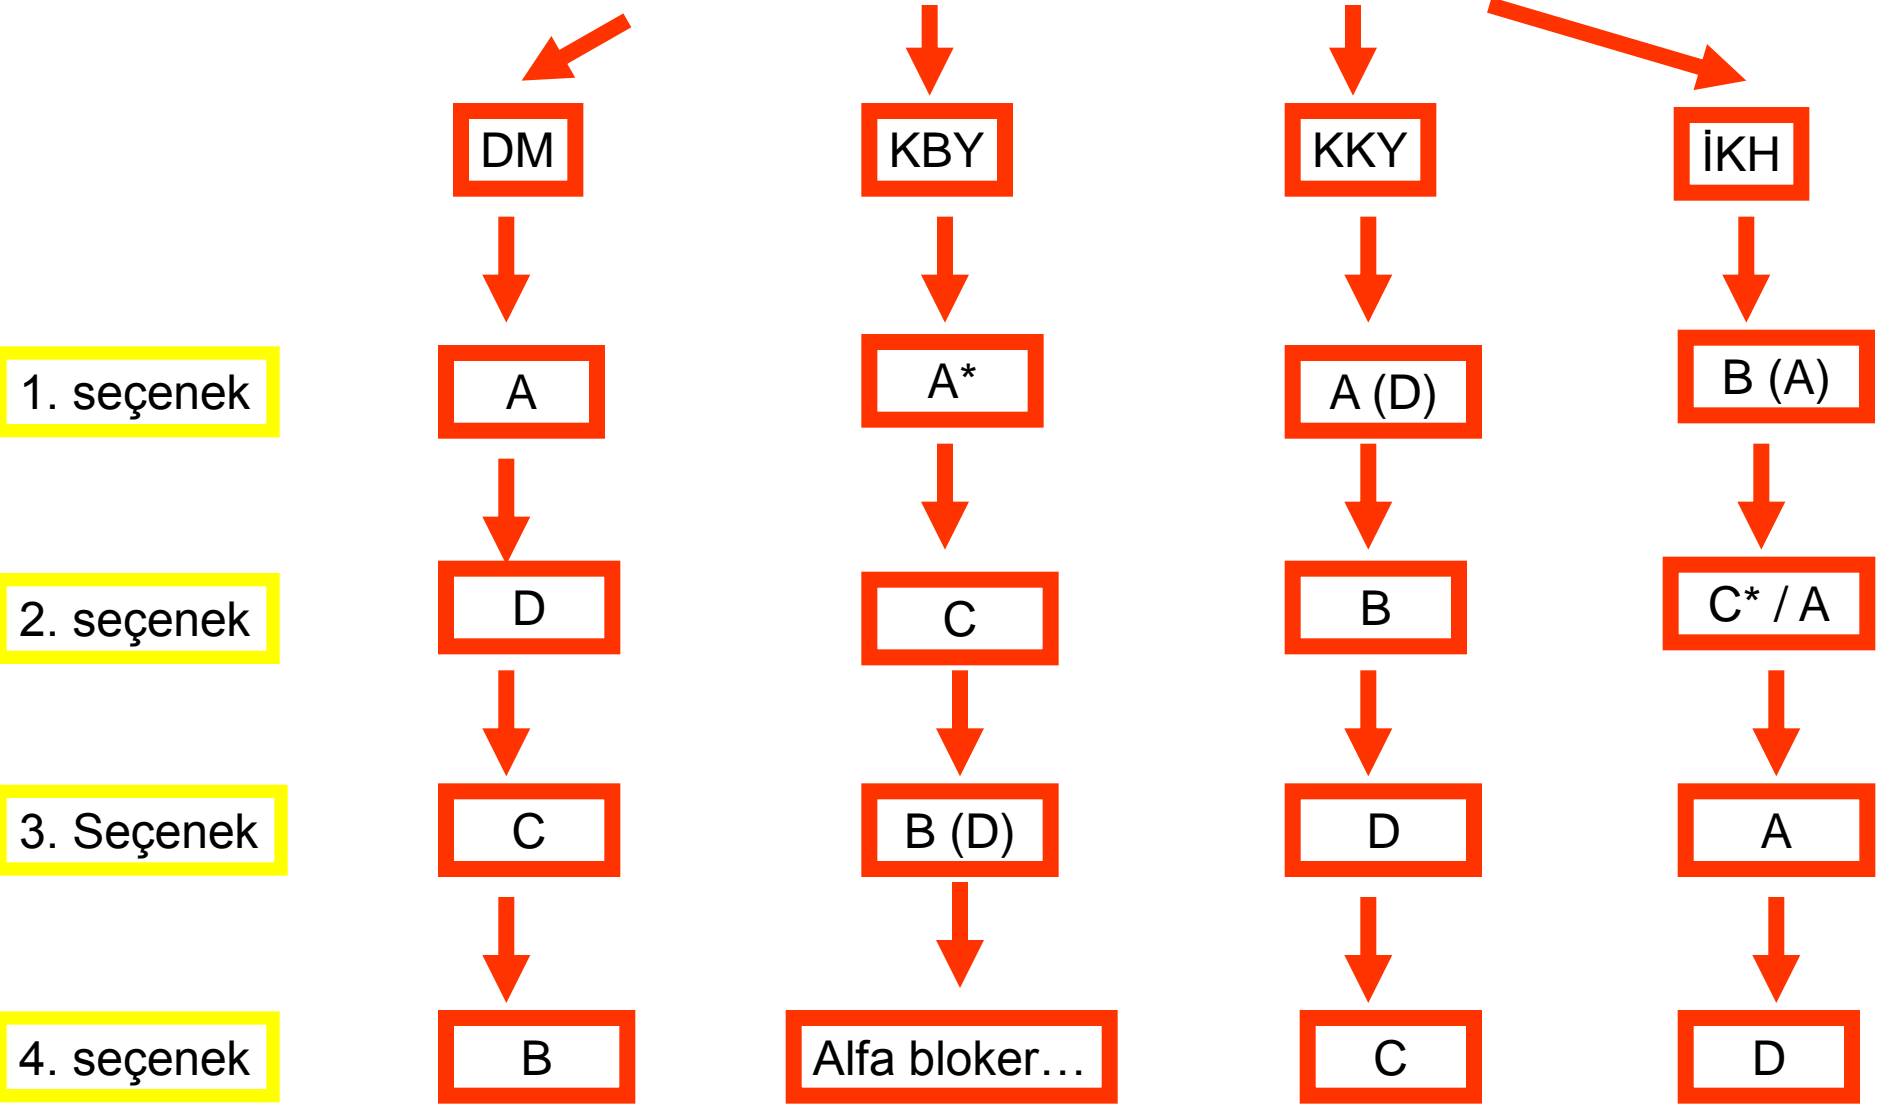 DM
KBY
KKY
İKH
1. seçenek
A
A*
A (D)
B (A)
2. seçenek
D
C
B
C* / A
3. Seçenek
C
B (D)
D
A
4. seçenek
B
Alfa bloker…
C
D